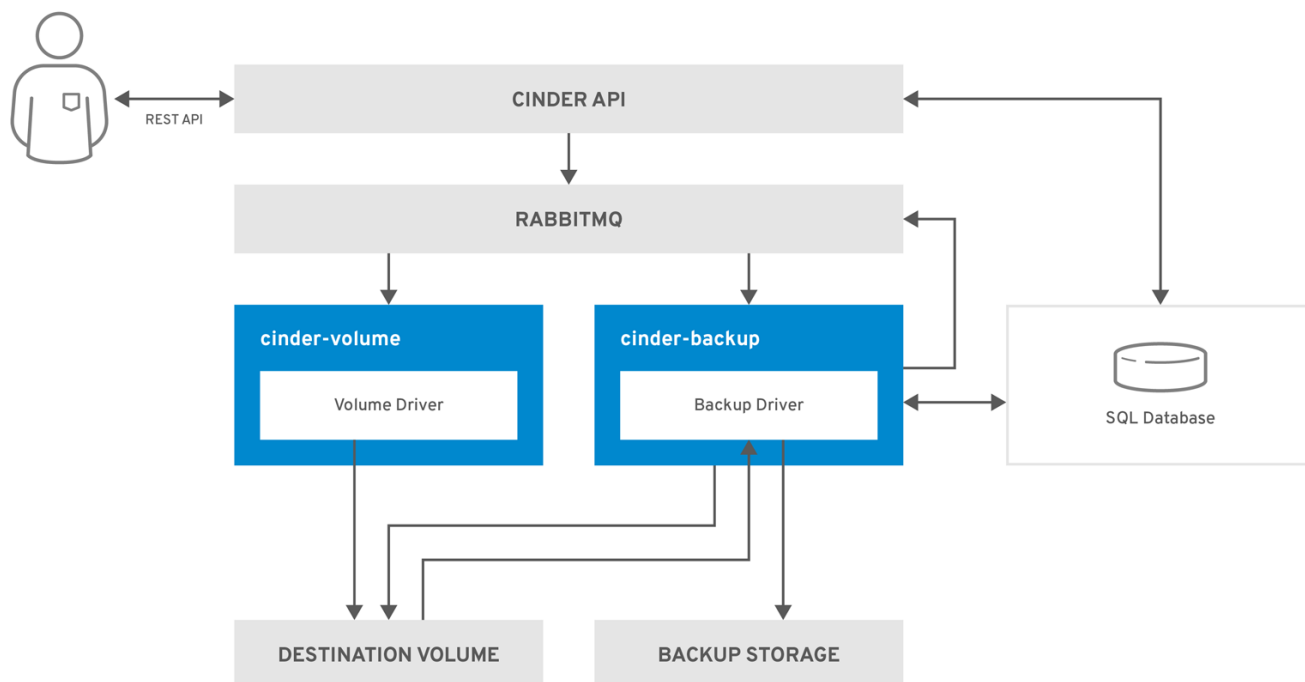 CINDER API
REST API
RABBITMQ
cinder-volume
cinder-backup
Volume Driver
Backup Driver
SQL Database
DESTINATION VOLUME
BACKUP STORAGE